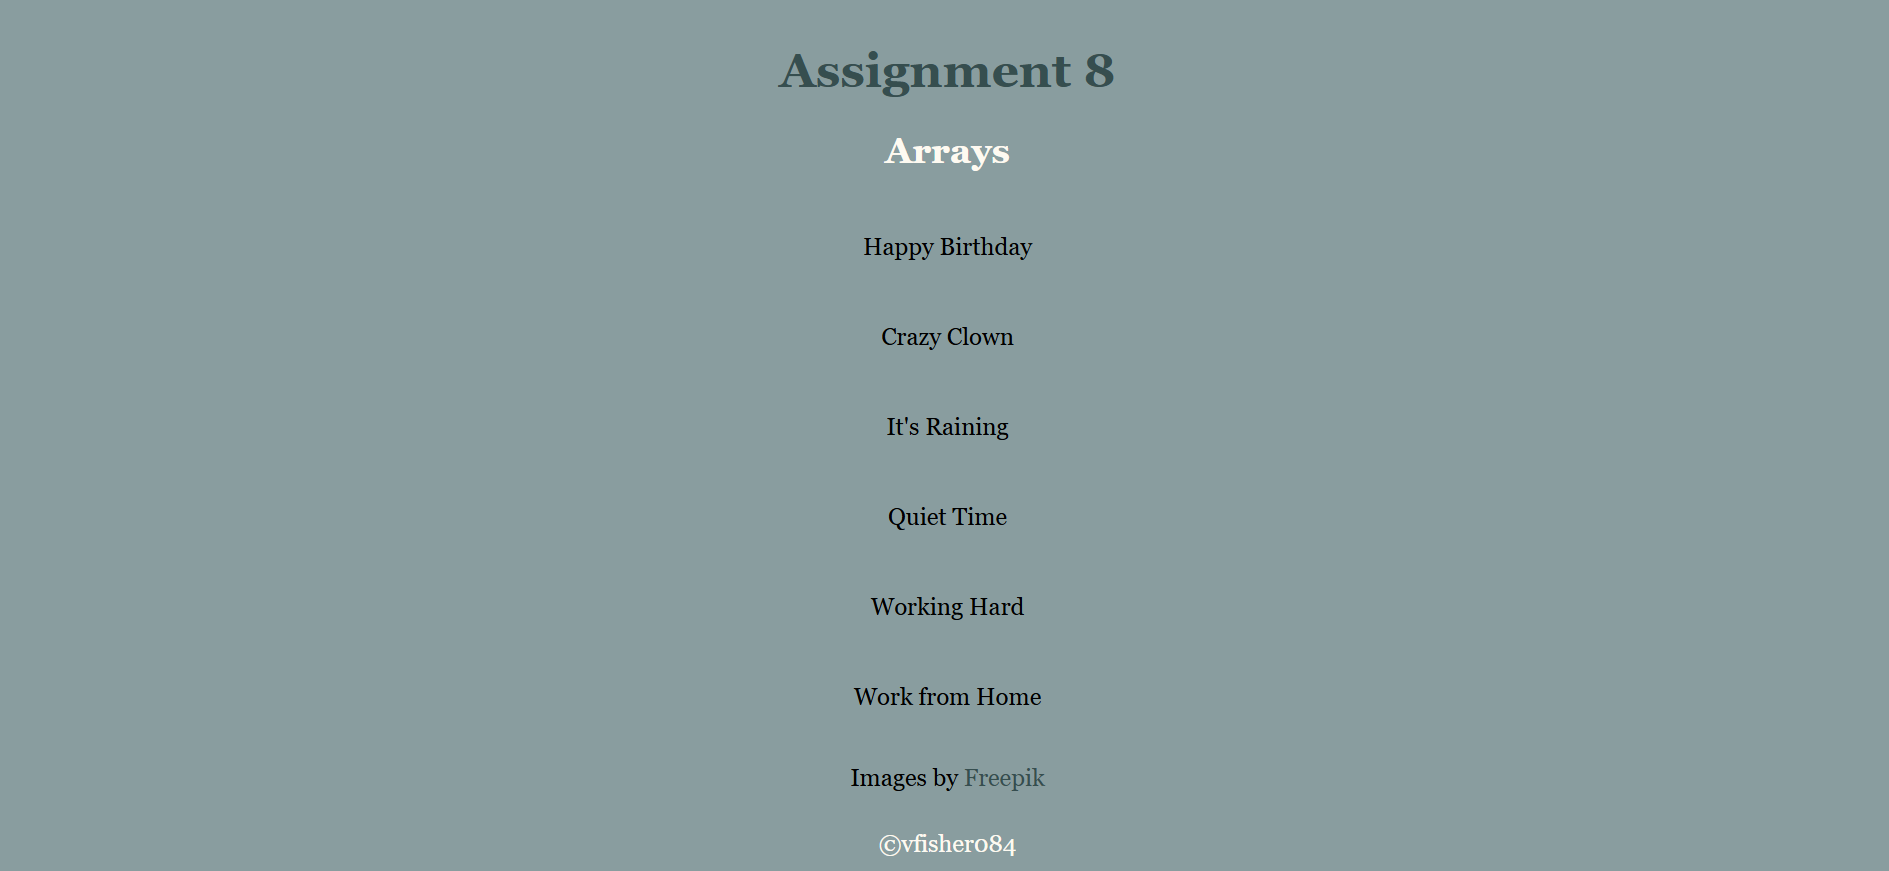 Assignment 8
Arrays
Happy Birthday
Crazy Clown
It's Raining
Quiet Time
Working Hard
Work from Home
Images by Freepik
©vfisher084